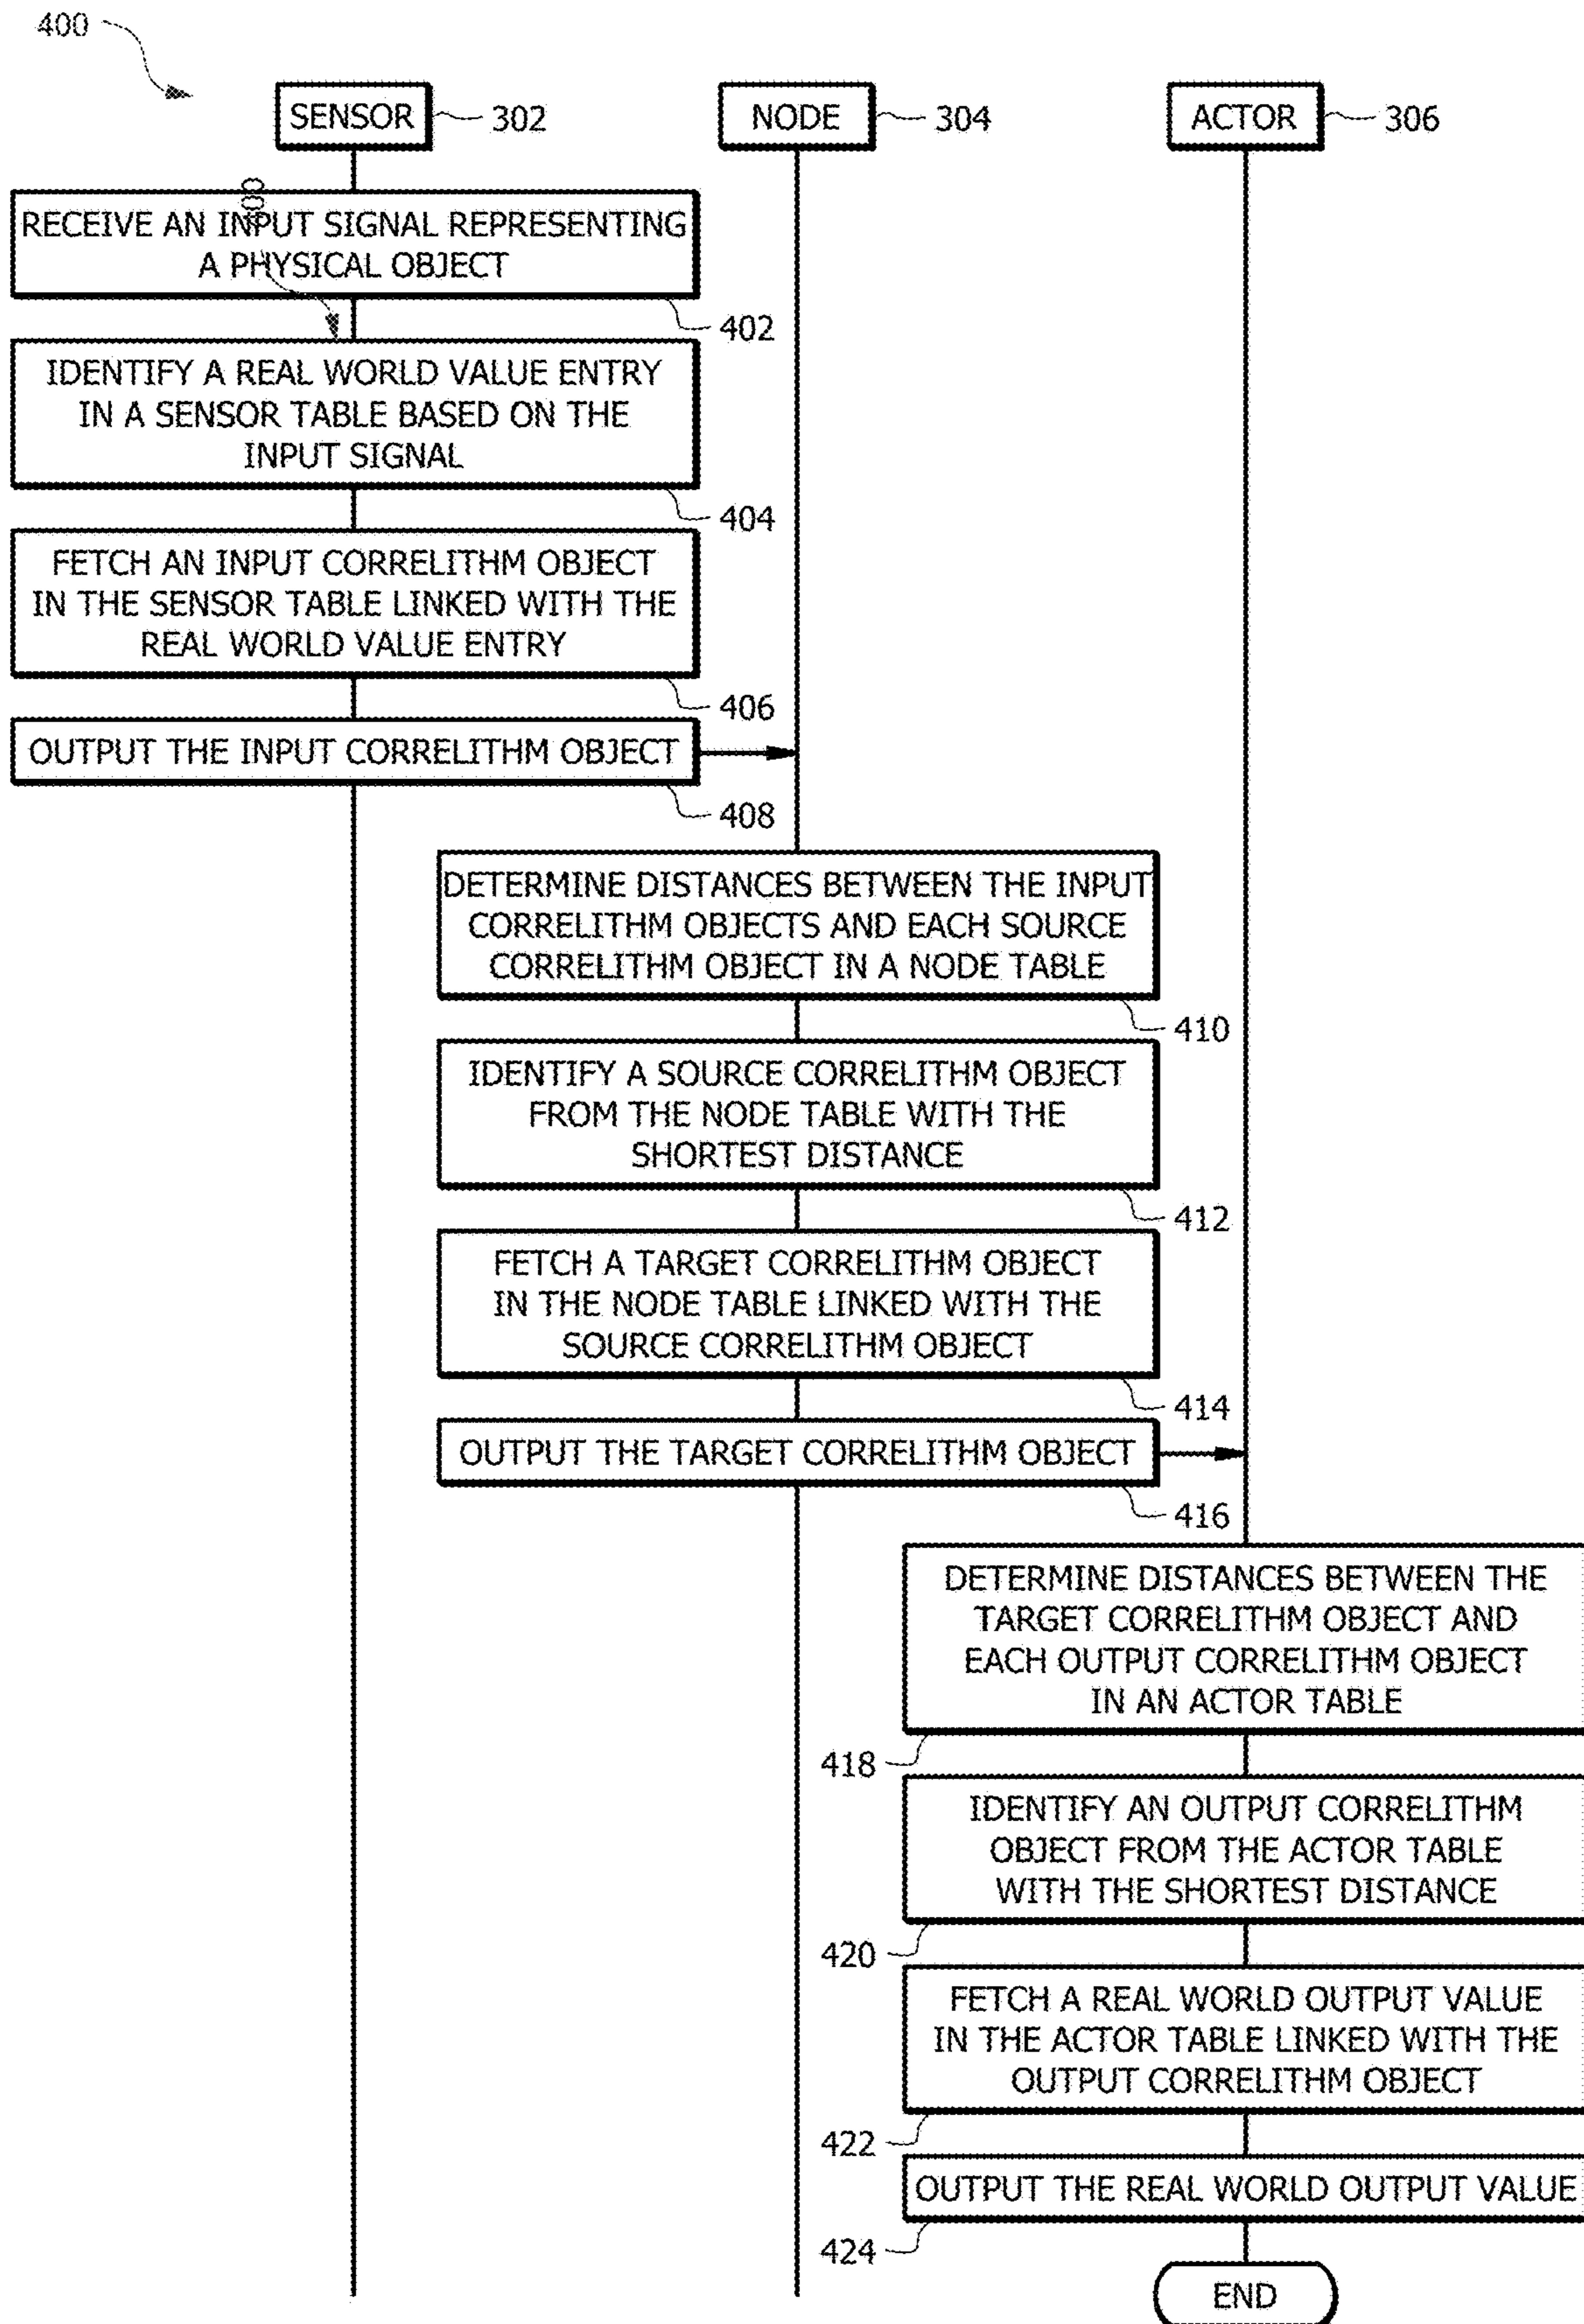 400
SENSOR
302
NODE
304
ACTOR
306
400
RECEIVE AN INPUT SIGNAL REPRESENTING
A PHYSICAL OBJECT
402
IDENTIFY A REAL WORLD VALUE ENTRY
IN A SENSOR TABLE BASED ON THE
INPUT SIGNAL
404
FETCH AN INPUT CORRELITHM OBJECT
IN THE SENSOR TABLE LINKED WITH THE
REAL WORLD VALUE ENTRY
406
OUTPUT THE INPUT CORRELITHM OBJECT
408
DETERMINE DISTANCES BETWEEN THE INPUT
CORRELITHM OBJECTS AND EACH SOURCE
CORRELITHM OBJECT IN A NODE TABLE
410
IDENTIFY A SOURCE CORRELITHM OBJECT
FROM THE NODE TABLE WITH THE
SHORTEST DISTANCE
412
FETCH A TARGET CORRELITHM OBJECT
IN THE NODE TABLE LINKED WITH THE
SOURCE CORRELITHM OBJECT
414
OUTPUT THE TARGET CORRELITHM OBJECT
416
DETERMINE DISTANCES BETWEEN THE
TARGET CORRELITHM OBJECT AND
EACH OUTPUT CORRELITHM OBJECT
IN AN ACTOR TABLE
418
IDENTIFY AN OUTPUT CORRELITHM
OBJECT FROM THE ACTOR TABLE
WITH THE SHORTEST DISTANCE
420
FETCH A REAL WORLD OUTPUT VALUE
IN THE ACTOR TABLE LINKED WITH THE
OUTPUT CORRELITHM OBJECT
422
OUTPUT THE REAL WORLD OUTPUT VALUE
424
END